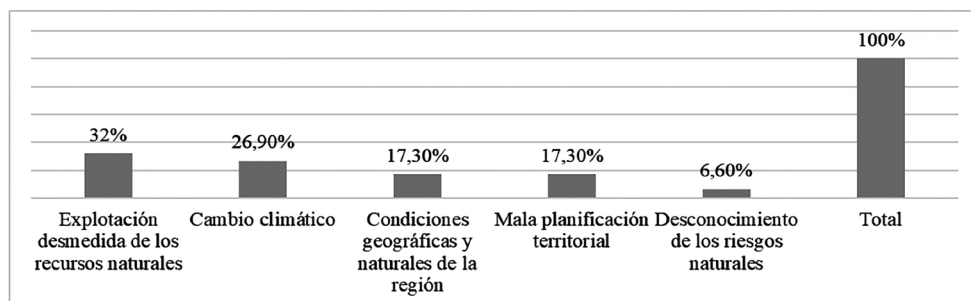 100%
32%
26,90%
17,30%
17,30%
6,60%
Explotación
desmedida de los
recursos naturales
Cambio climático
Condiciones
geográficas y
naturales de la
región
Mala planificación
territorial
Desconocimiento
de los riesgos
naturales
Total